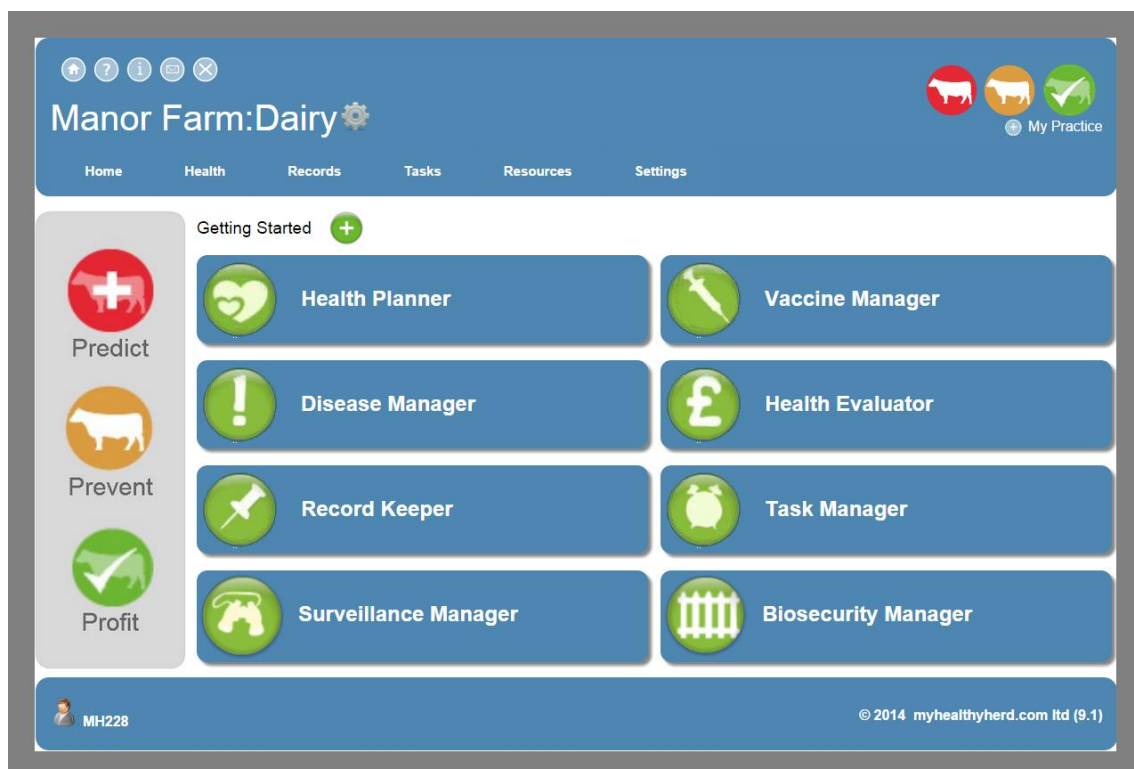 Manor Farm:Dairy
My Practice
Home Health Records Tasks Resources Settings
Getting Started
Predict
Prevent
Profit
Health Planner
Vaccine Manager
Disease Manager
£
Health Evaluator
Record Keeper
Task Manager
Surveillance Manager
Biosecurity Manager
MH228
© 2014 myhealthyherd.com ltd (9.1)